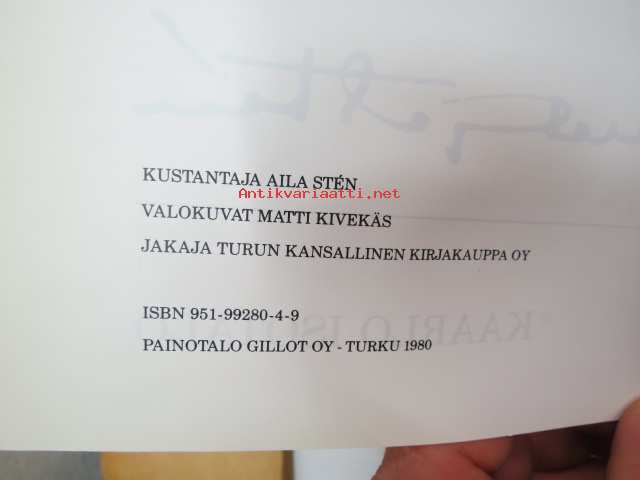 KUSTANTAJA AILA STÉN
Antikvariaatti.net
VALOKUVAT MATTI KIVEKÄS
JAKAJA TURUN KANSALLINEN KIRJAKAUPPA OY
ISBN 951-99280-4-9
PAINOTALO GILLOT OY - TURKU 1980